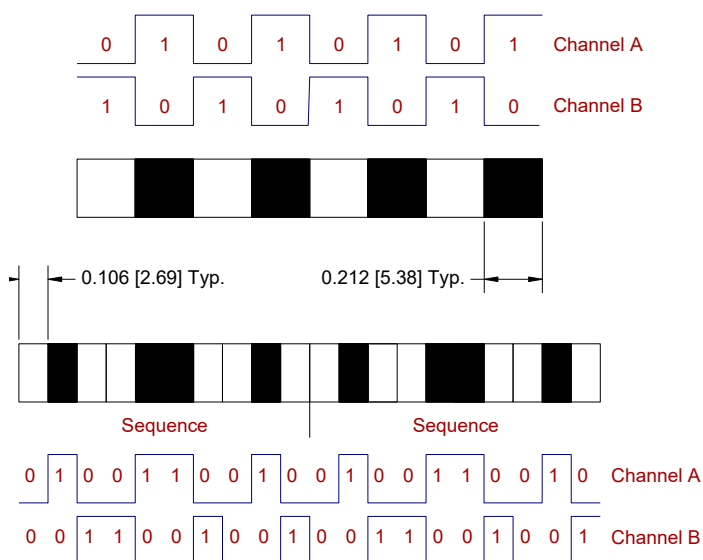 0 1 0 1 0 1 0 1 Channel A
1 0 1 0 1 0 1 0 Channel B
0.106 [2.69] Typ. 0.212 [5.38] Typ.
Sequence Sequence
0 1 0 0 1 1 0 0 1 0 0 1 0 0 1 1 0 0 1 0 Channel A
0 0 1 1 0 0 1 0 0 1 0 0 1 1 0 0 1 0 0 1 Channel B